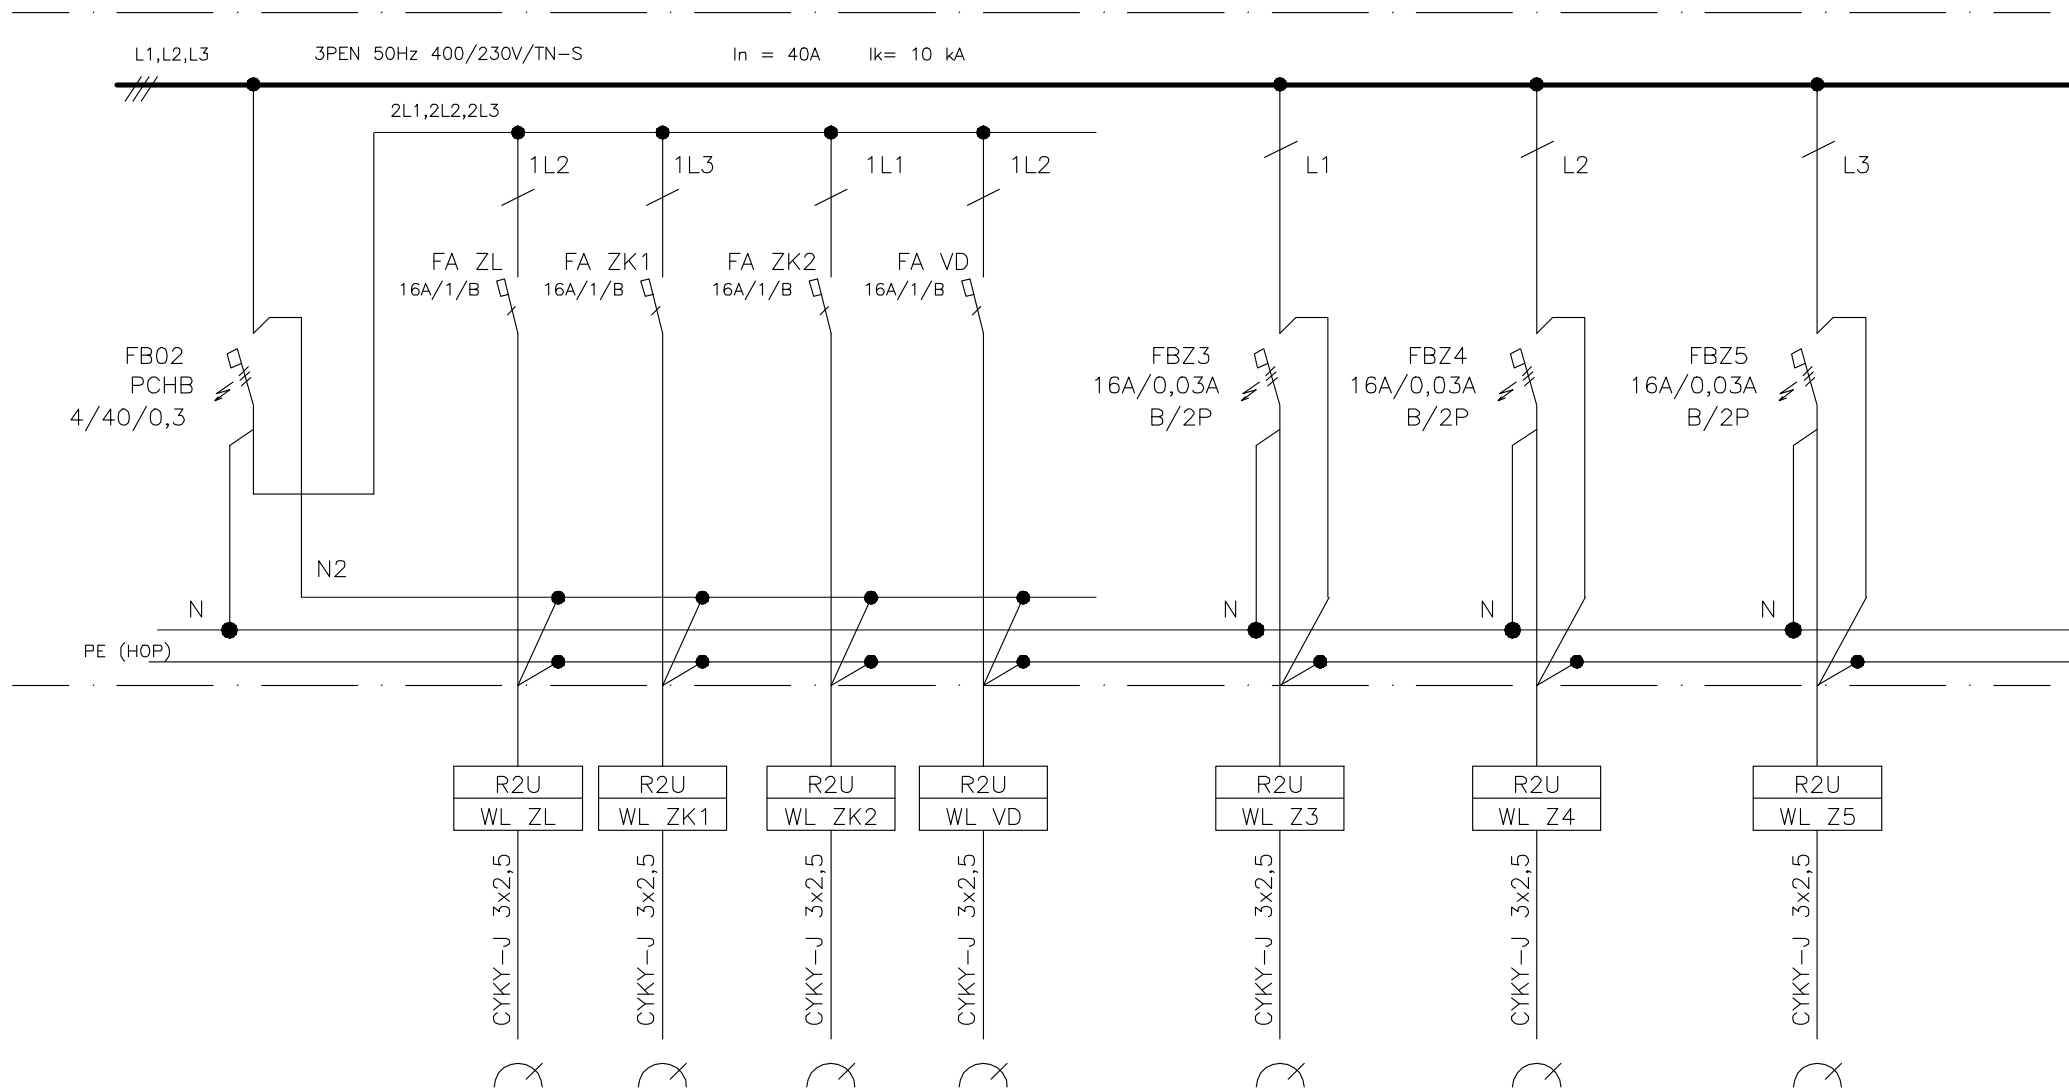 L1,L2,L3
3PEN 50Hz 400/230V/TN-S
In = 40A
Ik= 10 kA
2L1,2L2,2L3
1L2
1L3
1L1
1L2
L1
L2
L3
FA ZL
16A/1/B
FA ZK1
16A/1/B
FA ZK2
16A/1/B
FA VD
16A/1/B
FB02
PCHB
4/40/0,3
FBZ3
16A/0,03A
B/2P
FBZ4
16A/0,03A
B/2P
FBZ5
16A/0,03A
B/2P
N2
N
N
N
N
PE (HOP)
R2U
WL ZL
R2U
WL ZK1
R2U
WL ZK2
R2U
WL VD
R2U
WL Z3
R2U
WL Z4
R2U
WL Z5
CYKY-J 3x2,5
CYKY-J 3x2,5
CYKY-J 3x2,5
CYKY-J 3x2,5
CYKY-J 3x2,5
CYKY-J 3x2,5
CYKY-J 3x2,5